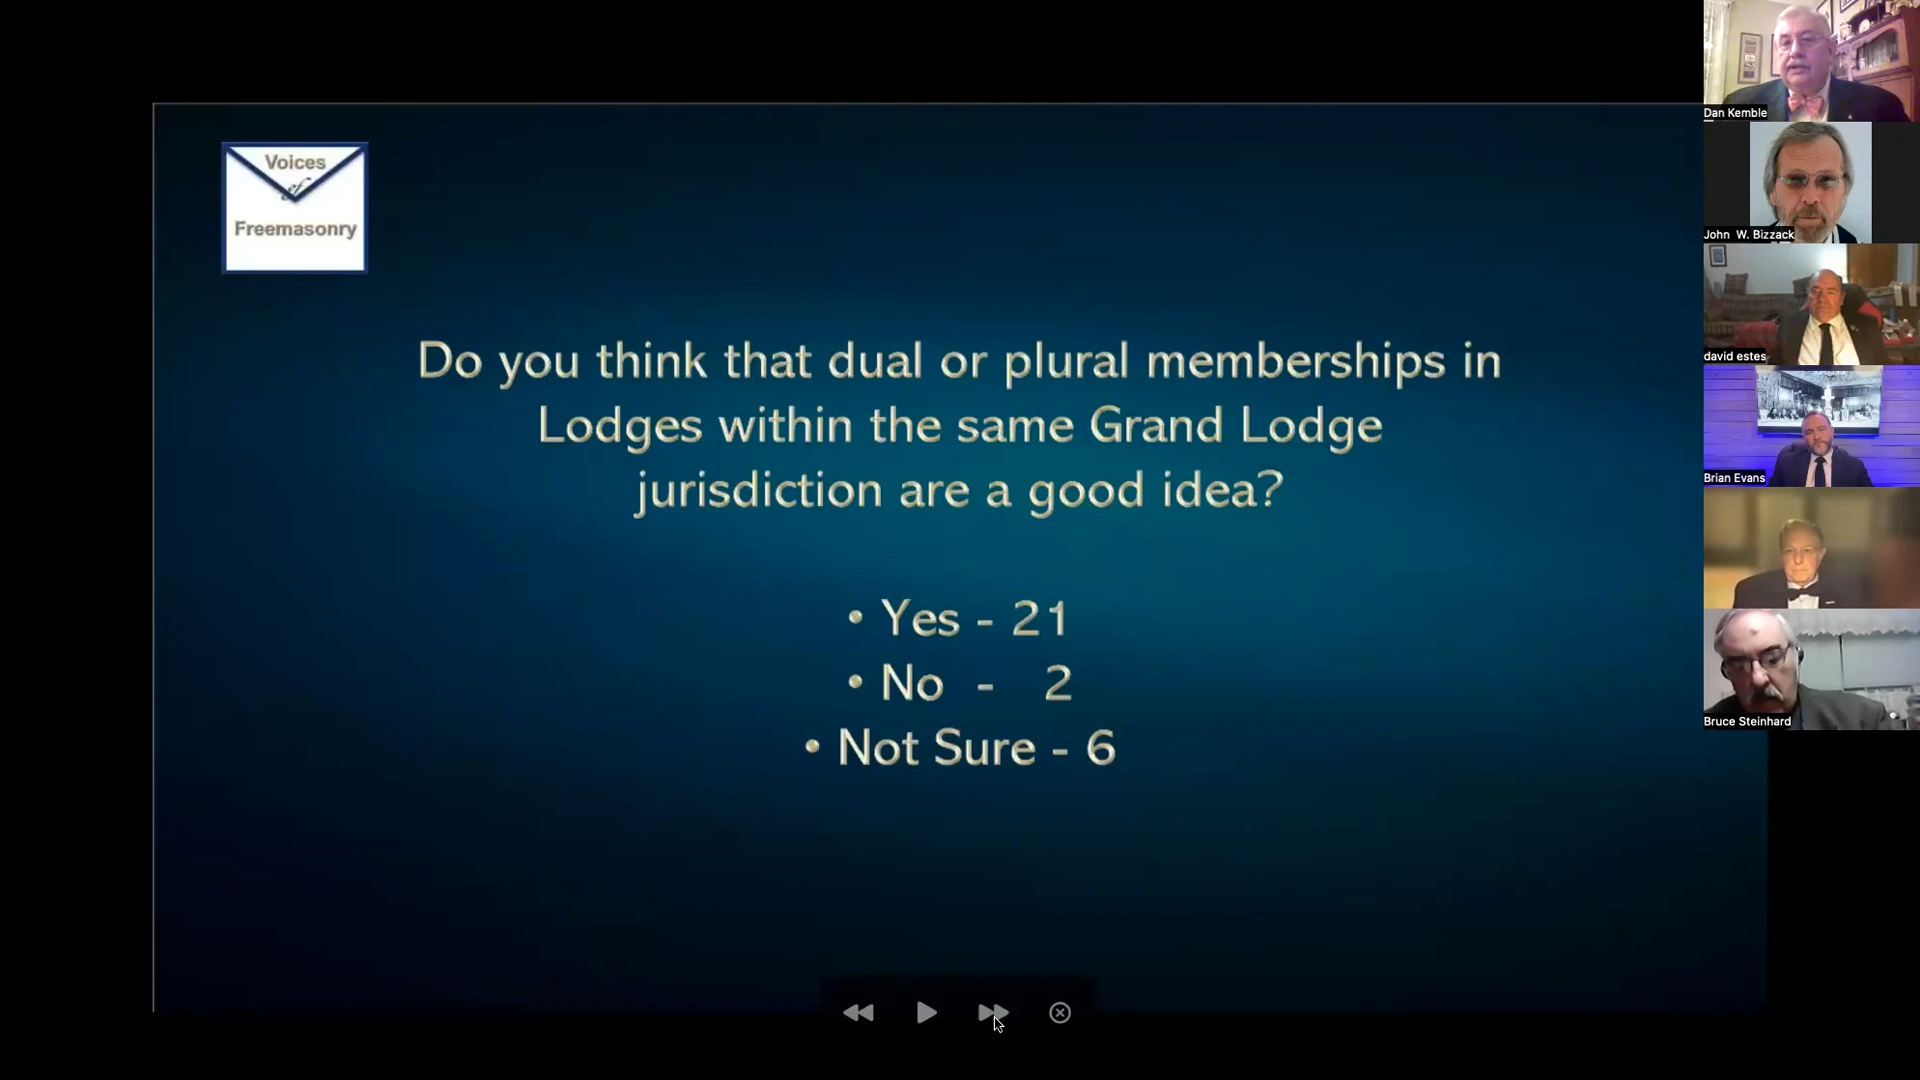 Voices
of
Freemasonry
Do you think that dual or plural memberships in
Lodges within the same Grand Lodge
jurisdiction are a good idea?
• Yes - 21
• No - 2
• Not Sure - 6
Dan Kemble
John W. Bizzack
david estes
Brian Evans
Bruce Steinhard